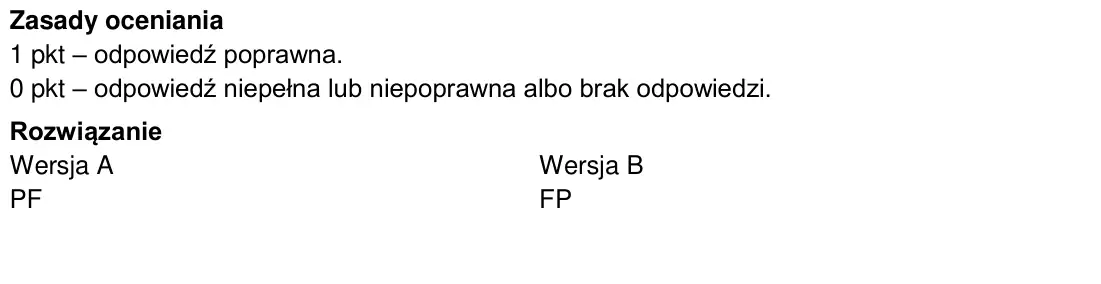 Zasady oceniania
1 pkt – odpowiedź poprawna.
0 pkt – odpowiedź niepełna lub niepoprawna albo brak odpowiedzi.
Rozwiązanie
Wersja A Wersja B
PF FP